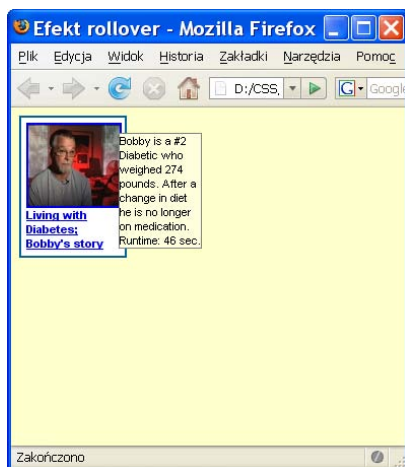 Efekt rollover - Mozilla Firefox
Plik Edycja Widok Historia Zakładki Narzędzia Pomoc
D:/CSS, G Google
Living with
Diabetes;
Bobby's story
Bobby is a #2
Diabetic who
weighed 274
pounds. After a
change in diet
he is no longer
on medication.
Runtime: 46 sec.
Zakończono